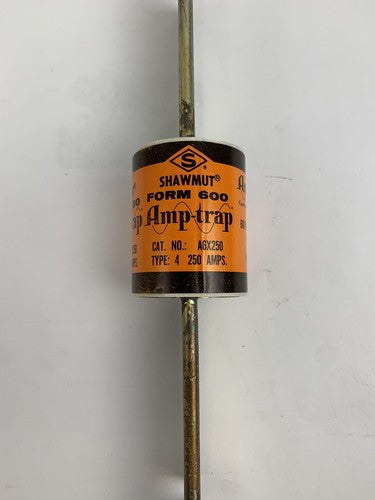 S
SHAWMUT®
FORM 600
Amp-trap
CAT. NO.: A6X250
TYPE: 4 250 AMPS.